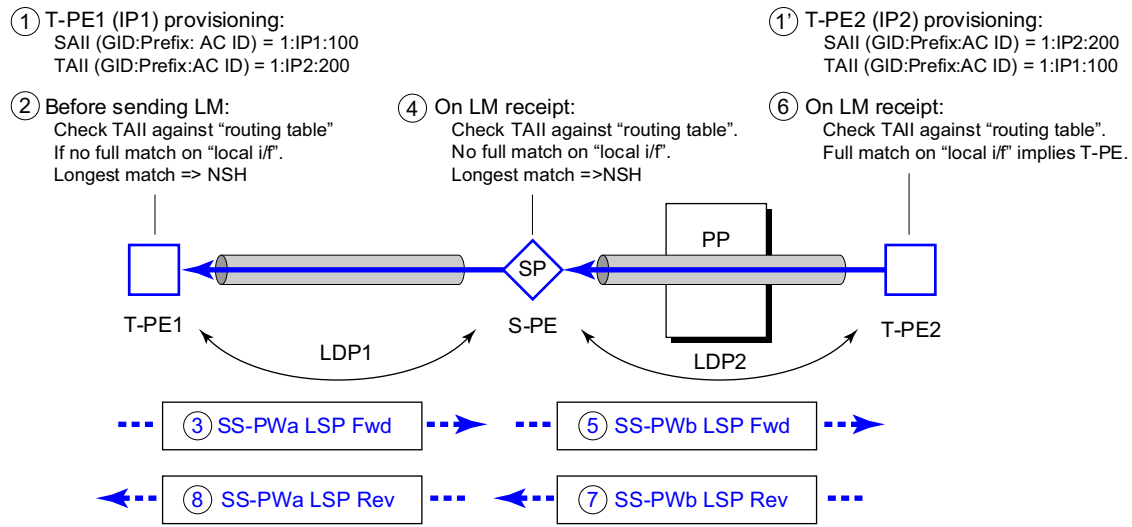 1 T-PE1 (IP1) provisioning:
SAII (GID:Prefix: AC ID) = 1:IP1:100
TAII (GID:Prefix:AC ID) = 1:IP2:200
1’ T-PE2 (IP2) provisioning:
SAII (GID:Prefix:AC ID) = 1:IP2:200
TAII (GID:Prefix:AC ID) = 1:IP1:100
2 Before sending LM:
Check TAII against “routing table”
If no full match on “local i/f”.
Longest match => NSH
4 On LM receipt:
Check TAII against “routing table”.
No full match on “local i/f”.
Longest match =>NSH
6 On LM receipt:
Check TAII against “routing table”.
Full match on “local i/f” implies T-PE.
PP
SP
T-PE1
S-PE
T-PE2
LDP1
LDP2
3 SS-PWa LSP Fwd
5 SS-PWb LSP Fwd
8 SS-PWa LSP Rev
7 SS-PWb LSP Rev